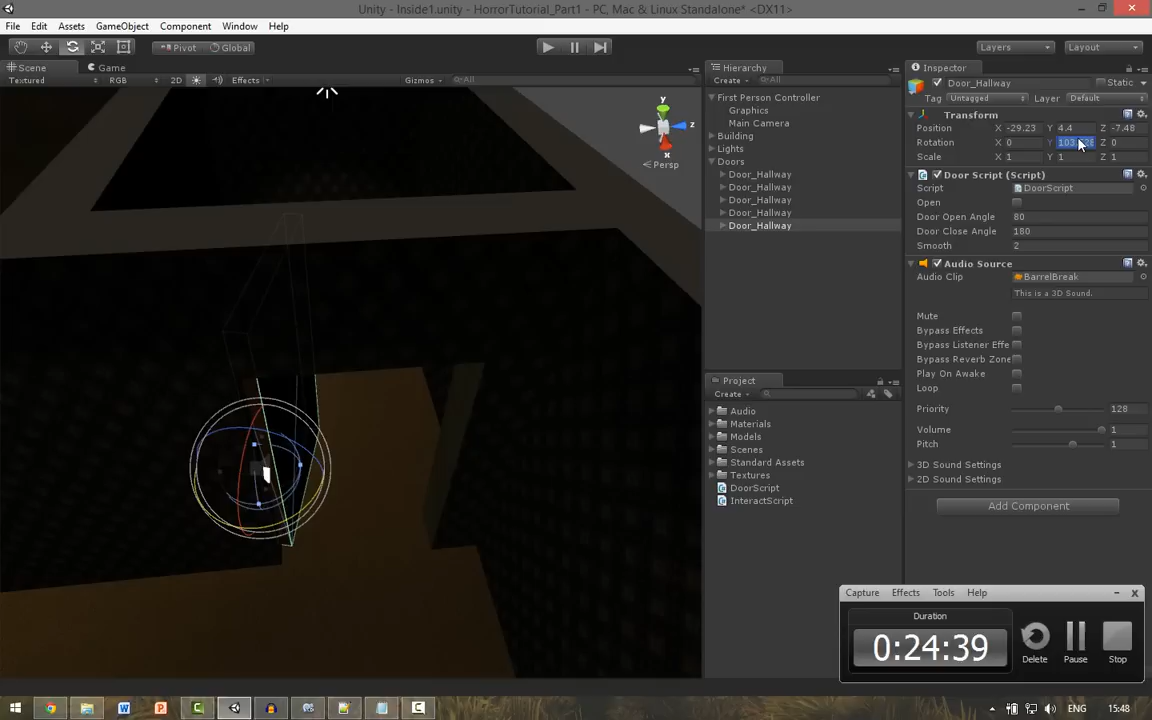 Unity - Inside1.unity - HorrorTutorial_Part1 - PC, Mac & Linux Standalone* <DX11>
File Edit Assets GameObject Component Window Help
Pivot Global Layers Layout
Scene Game
Textured RGB 2D Effects Gizmos All
y
z
x
Persp
Hierarchy
Create All
First Person Controller
Graphics
Main Camera
Building
Lights
Doors
Door_Hallway
Door_Hallway
Door_Hallway
Door_Hallway
Door_Hallway
Project
Create
Audio
Materials
Models
Scenes
Standard Assets
Textures
DoorScript
InteractScript
Inspector
Door_Hallway Static
Tag Untagged Layer Default
Transform
Position X -29.23 Y 4.4 Z -7.48
Rotation X 0 Y Z 0
Scale X 1 Y 1 Z 1
Door Script (Script)
Script DoorScript
Open
Door Open Angle 80
Door Close Angle 180
Smooth 2
Audio Source
Audio Clip BarrelBreak
This is a 3D Sound.
Mute
Bypass Effects
Bypass Listener Effe
Bypass Reverb Zone
Play On Awake
Loop
Priority 128
Volume 1
Pitch 1
3D Sound Settings
2D Sound Settings
Add Component
Capture Effects Tools Help
Duration
0:24:39
Delete Pause Stop
ENG 15:48